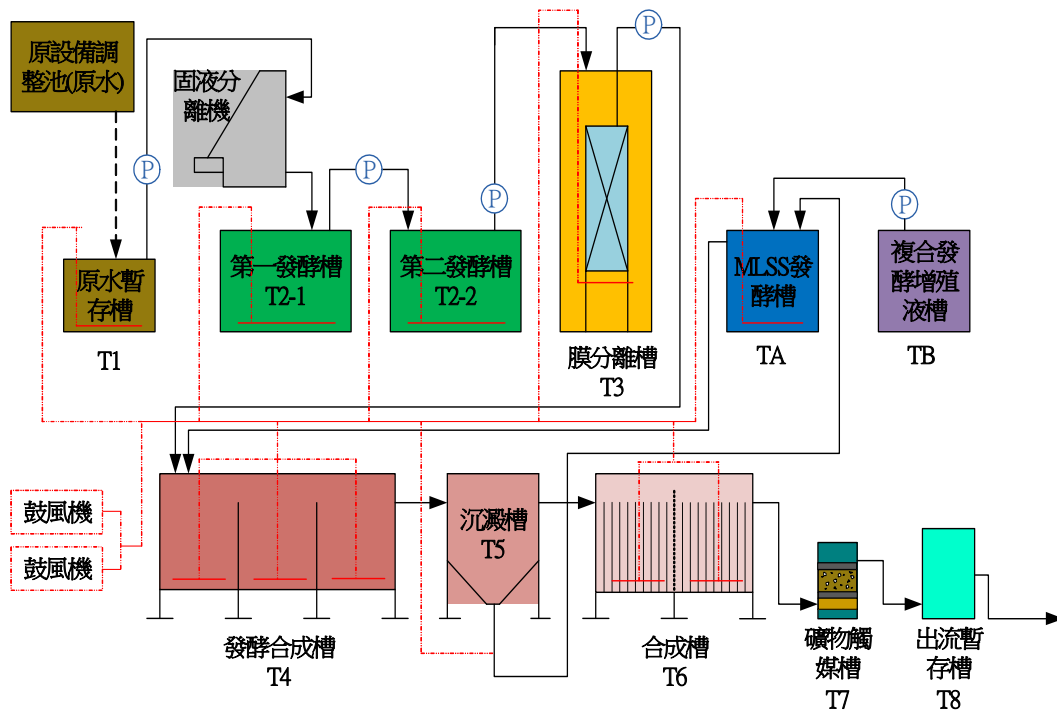 原設備調
整池(原水)
P
固液分
離機
P
P
P
P
原水暫
存槽
T1
第一發酵槽
T2-1
第二發酵槽
T2-2
膜分離槽
T3
MLSS發
酵槽
TA
複合發
酵增殖
液槽
TB
鼓風機
鼓風機
發酵合成槽
T4
沉澱槽
T5
合成槽
T6
礦物觸
媒槽
T7
出流暫
存槽
T8